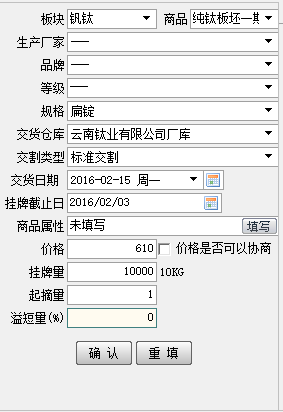 板块 钒钛 商品 纯钛板坯一期
生产厂家 ——
品牌 ——
等级 ——
规格 扁锭
交货仓库 云南钛业有限公司厂库
交割类型 标准交割
交货日期 2016-02-15 周一
挂牌截止日 2016/02/03
商品属性 未填写 填写
价格 610 价格是否可以协商
挂牌量 10000 10KG
起摘量 1
溢短量(%) 0
确认 重填